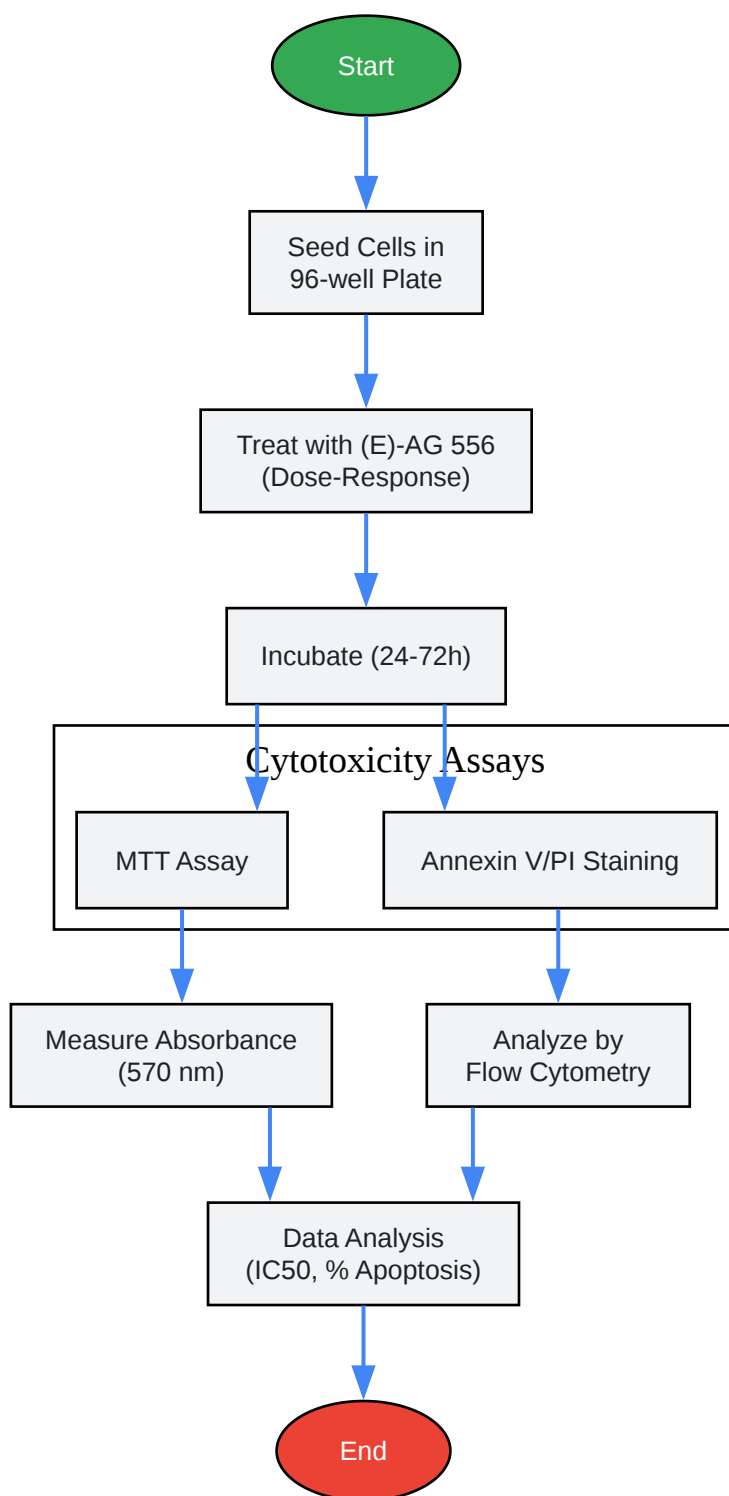 Start
Seed Cells in
96-well Plate
Treat with (E)-AG 556
(Dose-Response)
Incubate (24-72h)
Cytotoxicity Assays
MTT Assay
Annexin V/PI Staining
Measure Absorbance
(570 nm)
Analyze by
Flow Cytometry
Data Analysis
(IC50, % Apoptosis)
End